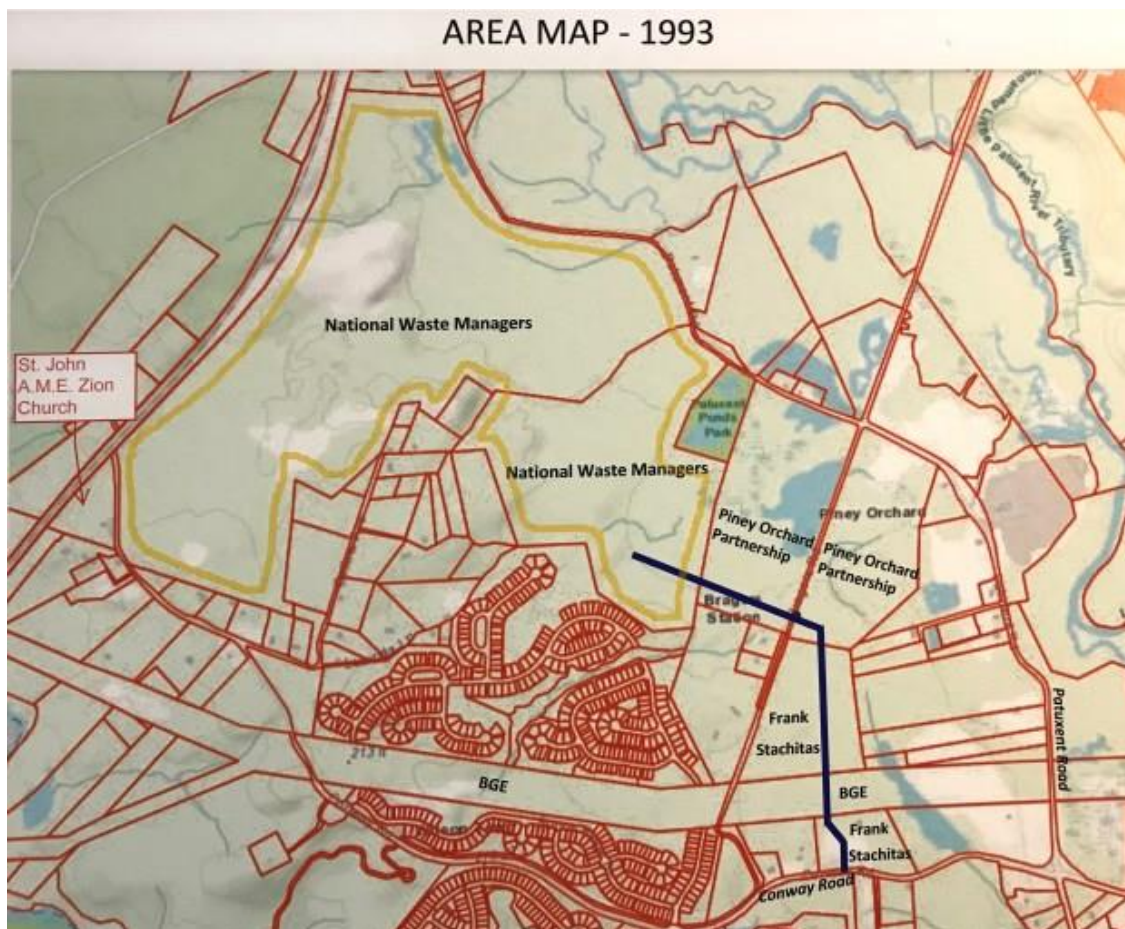 AREA MAP - 1993
Little Patuxent River Tributary
National Waste Managers
St. John
A.M.E. Zion
Church
Patuxent
Ponds
Park
National Waste Managers
Piney Orchard
Piney Orchard
Partnership
Piney Orchard
Partnership
Station
Frank
Stachitas
Patuxent Road
213 ft
BGE
BGE
Frank
Stachitas
Conway Road